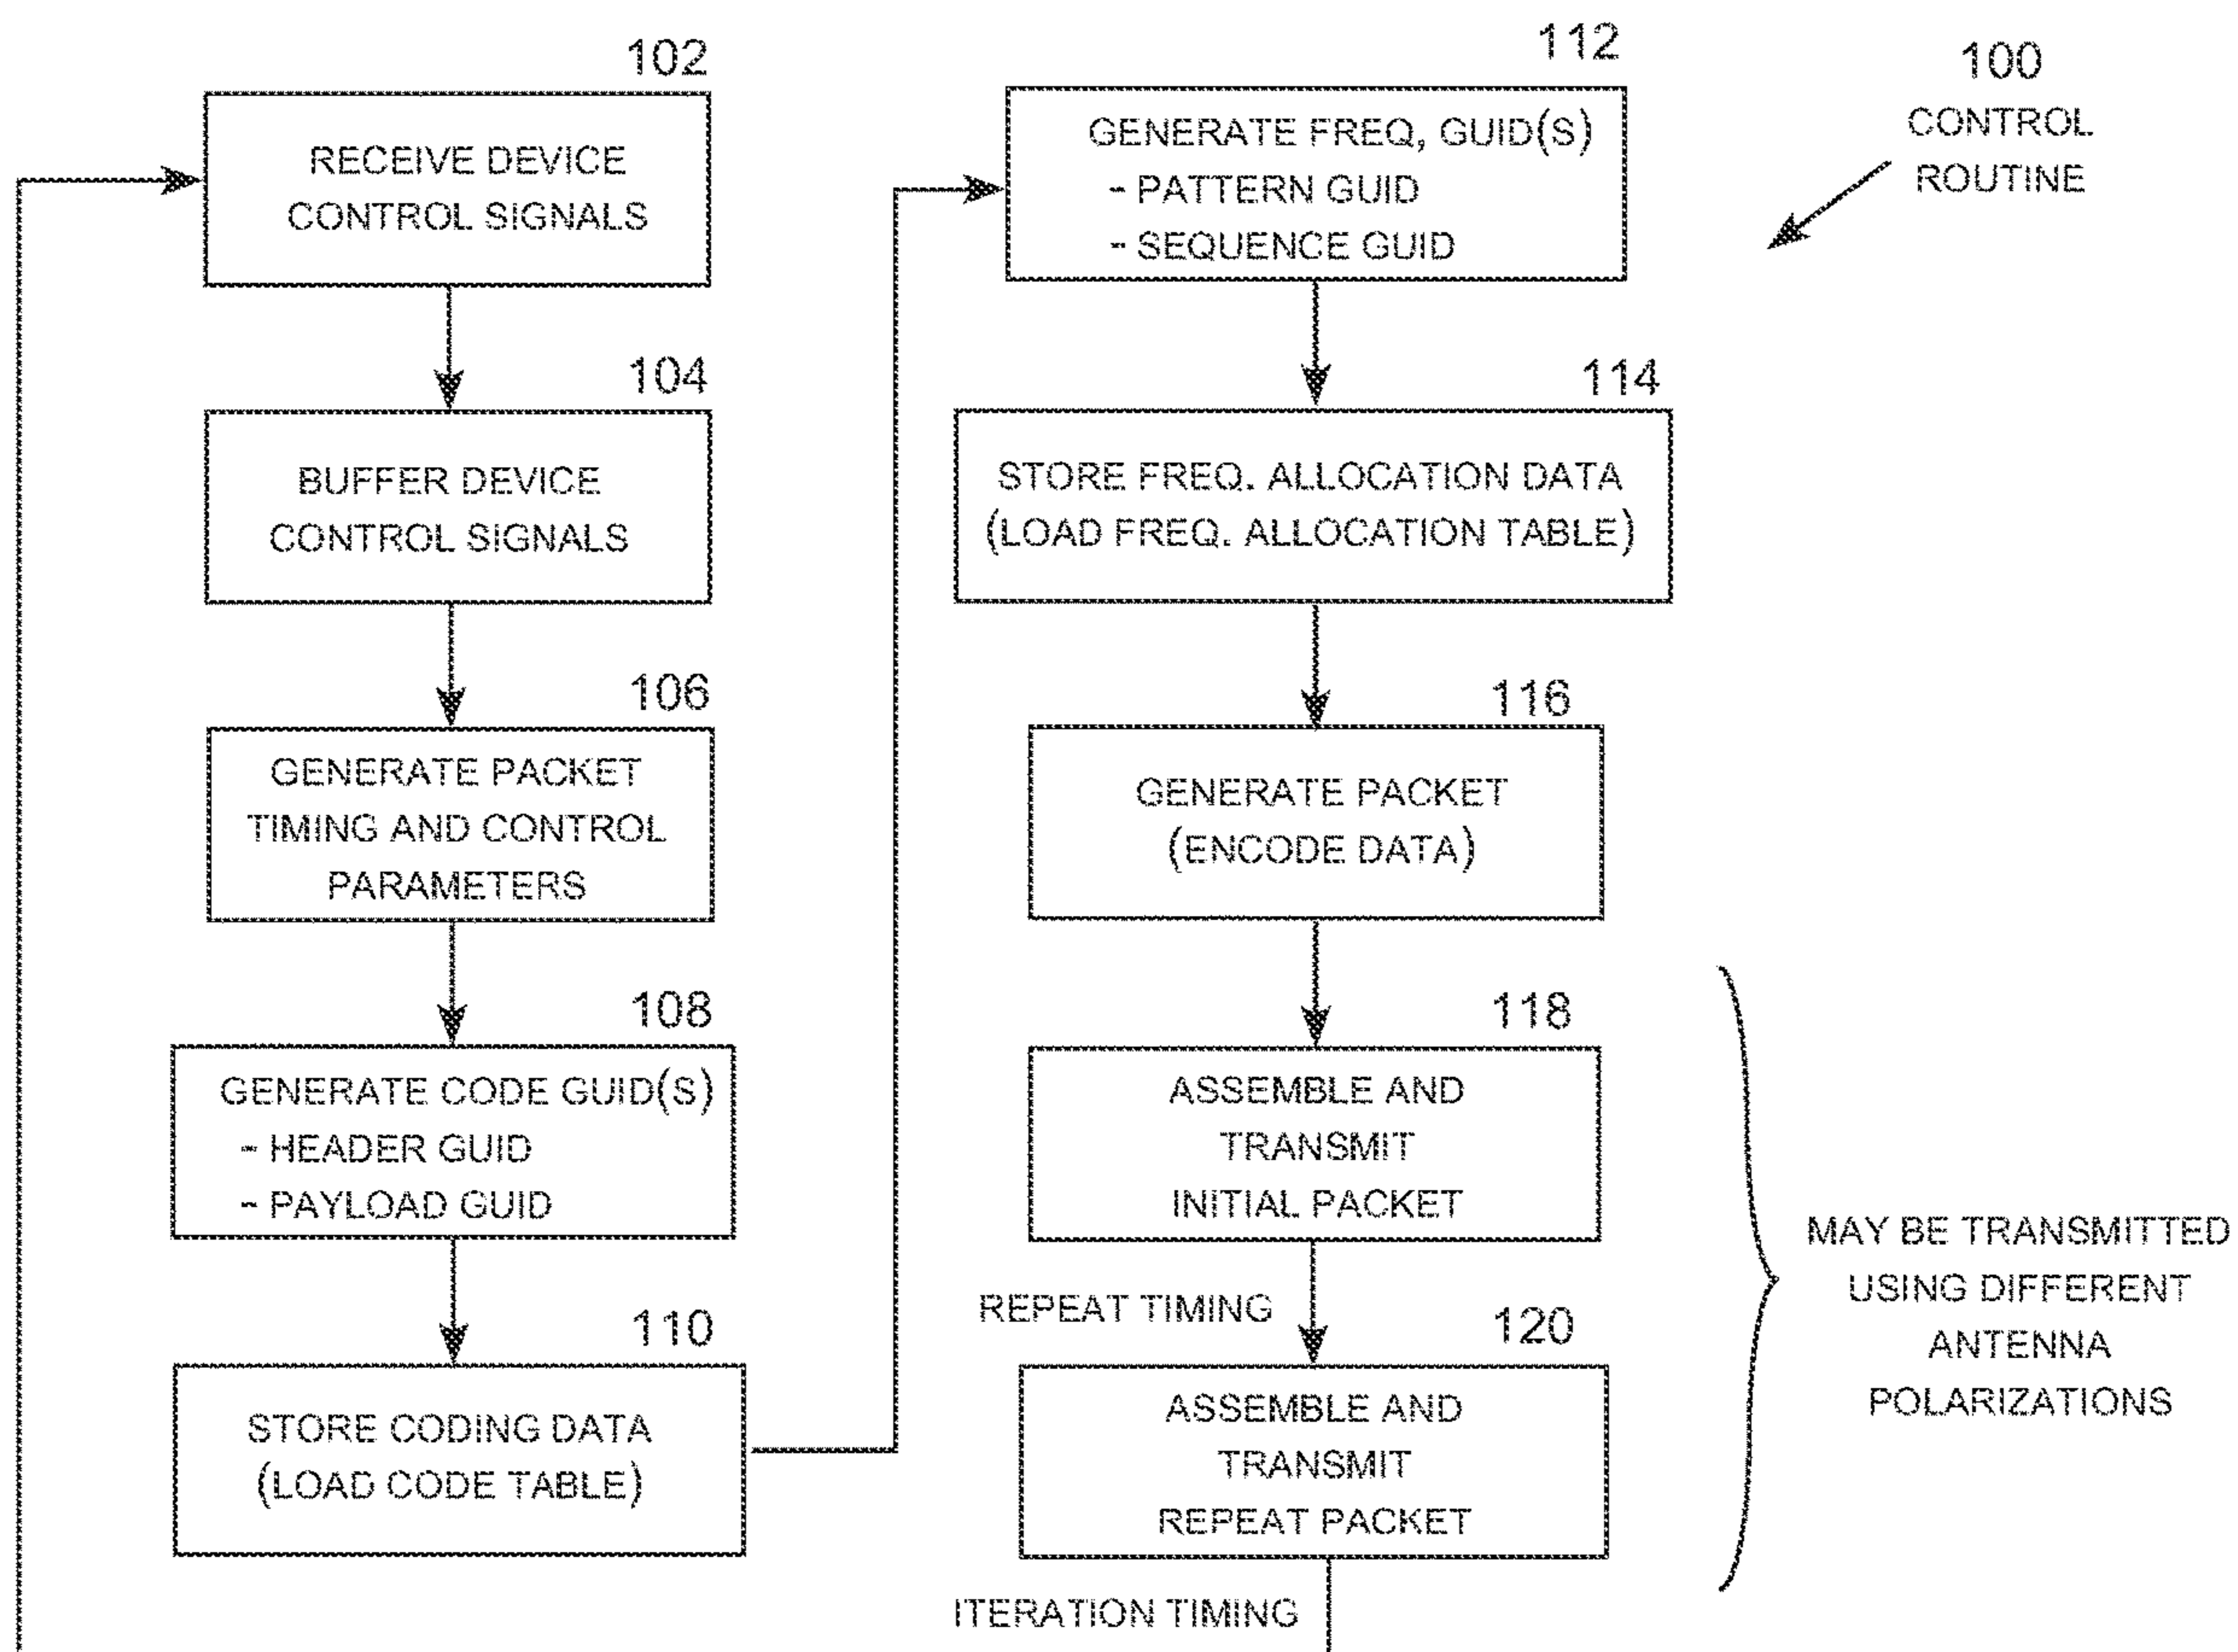 102
RECEIVE DEVICE
CONTROL SIGNALS
104
BUFFER DEVICE
CONTROL SIGNALS
106
GENERATE PACKET
TIMING AND CONTROL
PARAMETERS
108
GENERATE CODE GUID(S)
- HEADER GUID
- PAYLOAD GUID
110
STORE CODING DATA
(LOAD CODE TABLE)
112
GENERATE FREQ, GUID(S)
- PATTERN GUID
- SEQUENCE GUID
114
STORE FREQ. ALLOCATION DATA
(LOAD FREQ. ALLOCATION TABLE)
116
GENERATE PACKET
(ENCODE DATA)
118
ASSEMBLE AND
TRANSMIT
INITIAL PACKET
REPEAT TIMING
120
ASSEMBLE AND
TRANSMIT
REPEAT PACKET
ITERATION TIMING
100
CONTROL
ROUTINE
MAY BE TRANSMITTED
USING DIFFERENT
ANTENNA
POLARIZATIONS